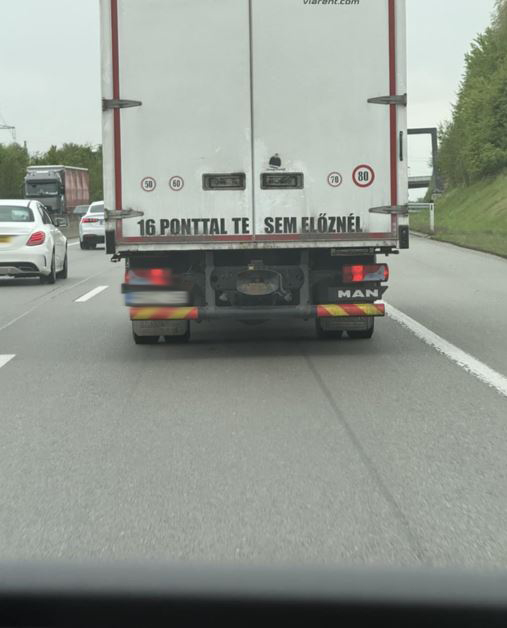 viarent.com
50 60 70 80
16 PONTTAL TE SEM ELŐZNÉL
MAN